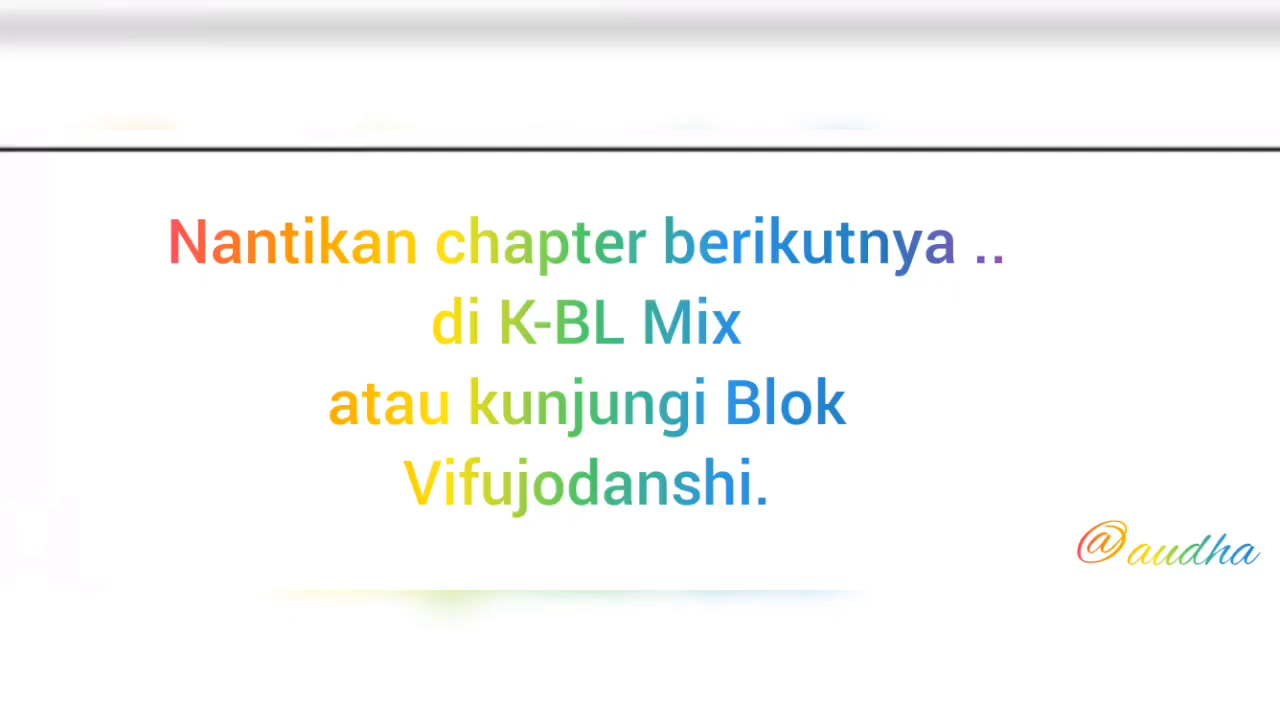 Nantikan chapter berikutnya ..
di K-BL Mix
atau kunjungi Blok
Vifujodanshi.
@audha